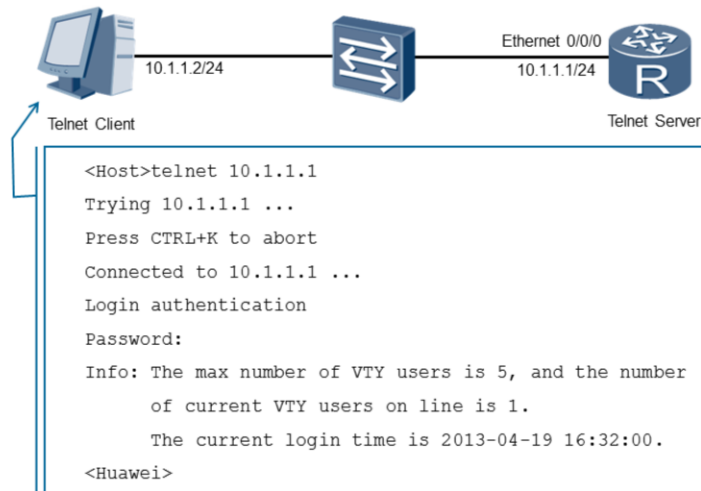 Ethernet 0/0/0
10.1.1.2/24
10.1.1.1/24
R
Telnet Client
Telnet Server
<Host>telnet 10.1.1.1
Trying 10.1.1.1 ...
Press CTRL+K to abort
Connected to 10.1.1.1 ...
Login authentication
Password:
Info: The max number of VTY users is 5, and the number
of current VTY users on line is 1.
The current login time is 2013-04-19 16:32:00.
<Huawei>